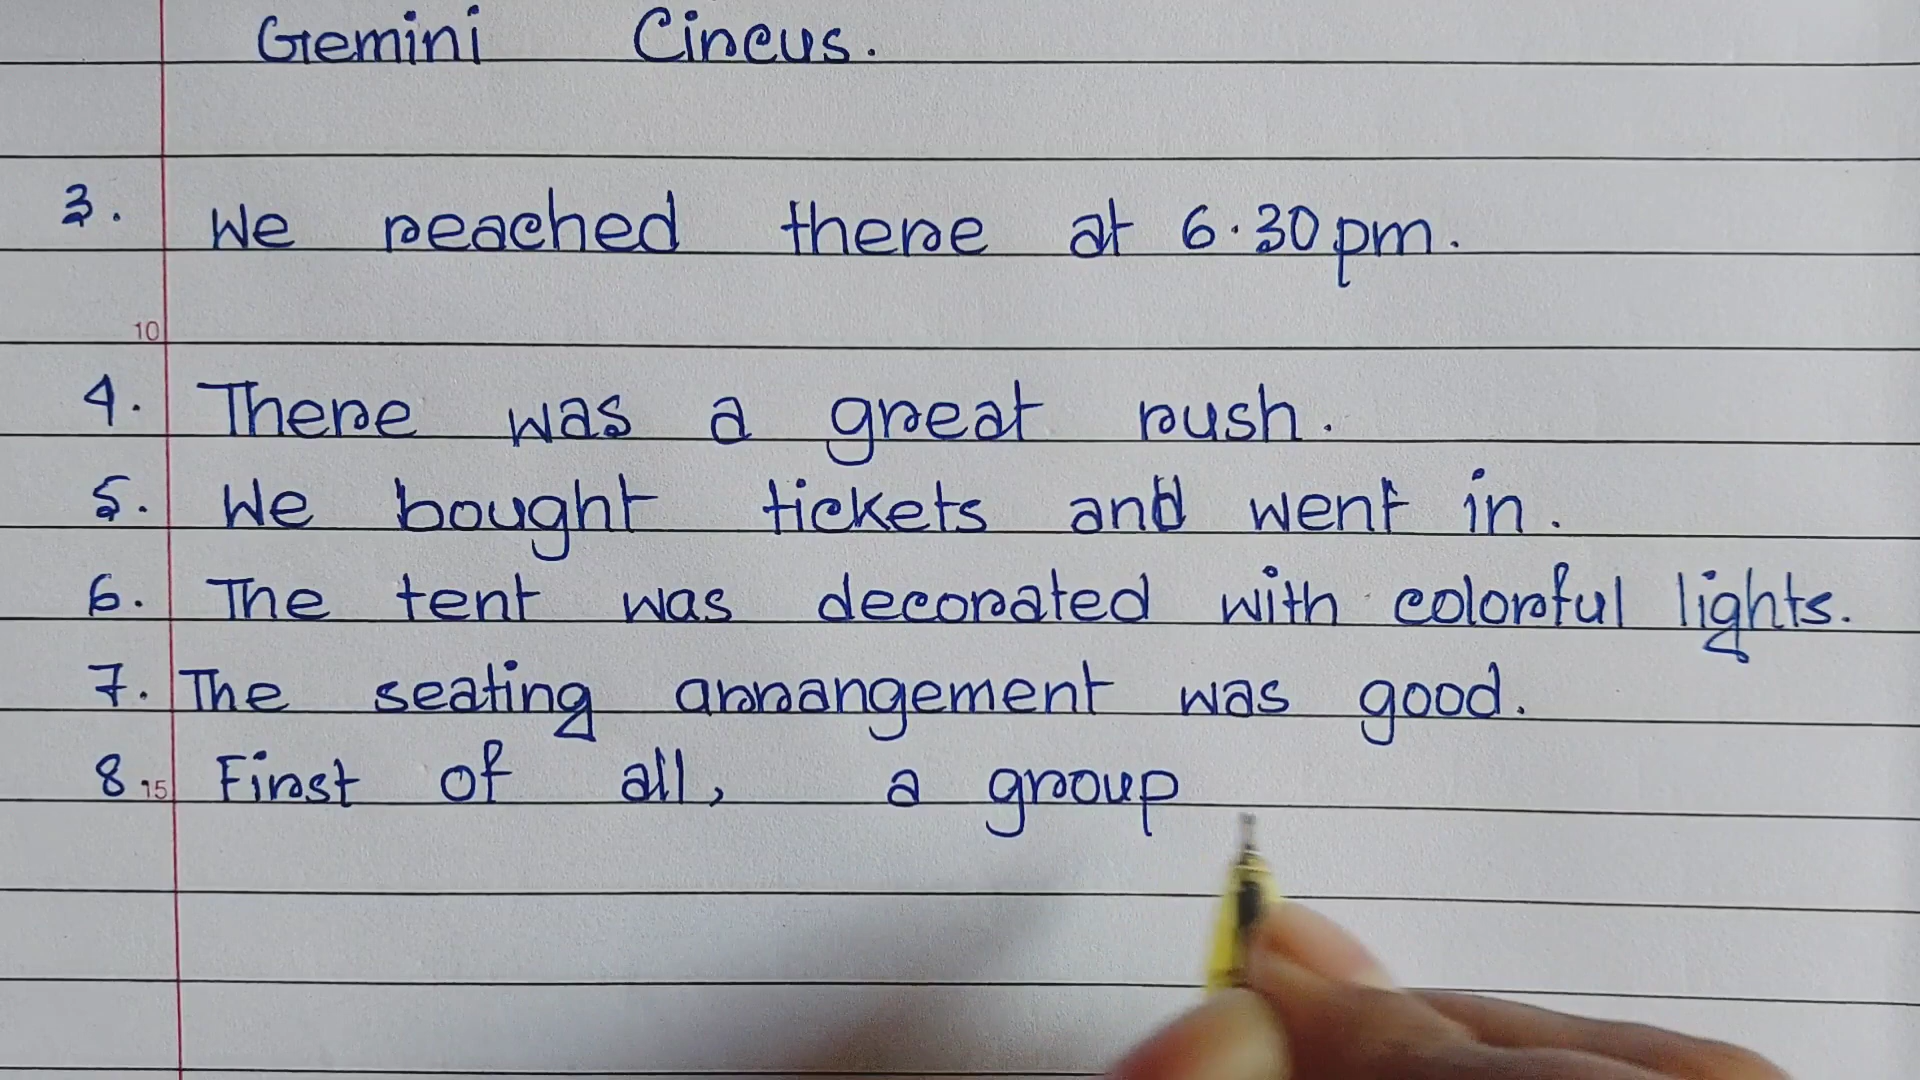 Gemini Circus.
3. We reached there at 6.30 pm.
10
4. There was a great rush.
5. We bought tickets and went in.
6. The tent was decorated with colorful lights.
7. The seating arrangement was good.
8. 15 First of all, a group